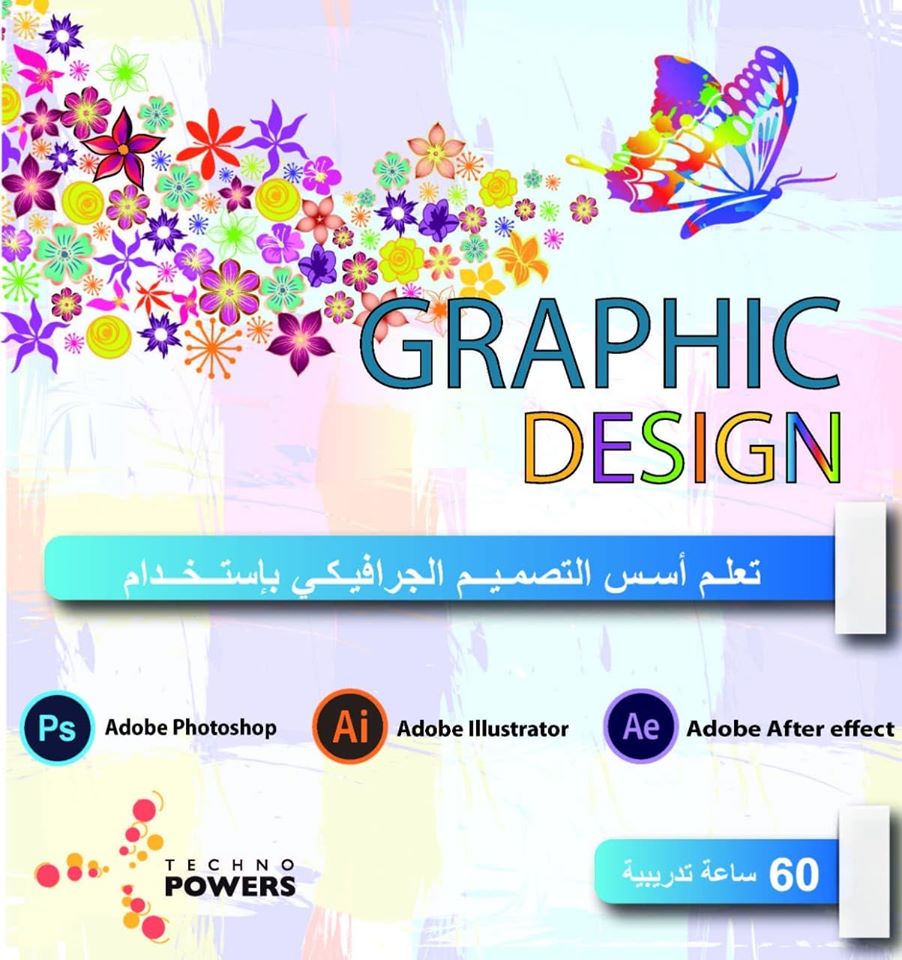 GRAPHIC
DESIGN
تعلم أسس التصميم الجرافيكي بإستخدام
Ps Adobe Photoshop
Ai Adobe Illustrator
Ae Adobe After effect
TECHNO
POWERS
60 ساعة تدريبية